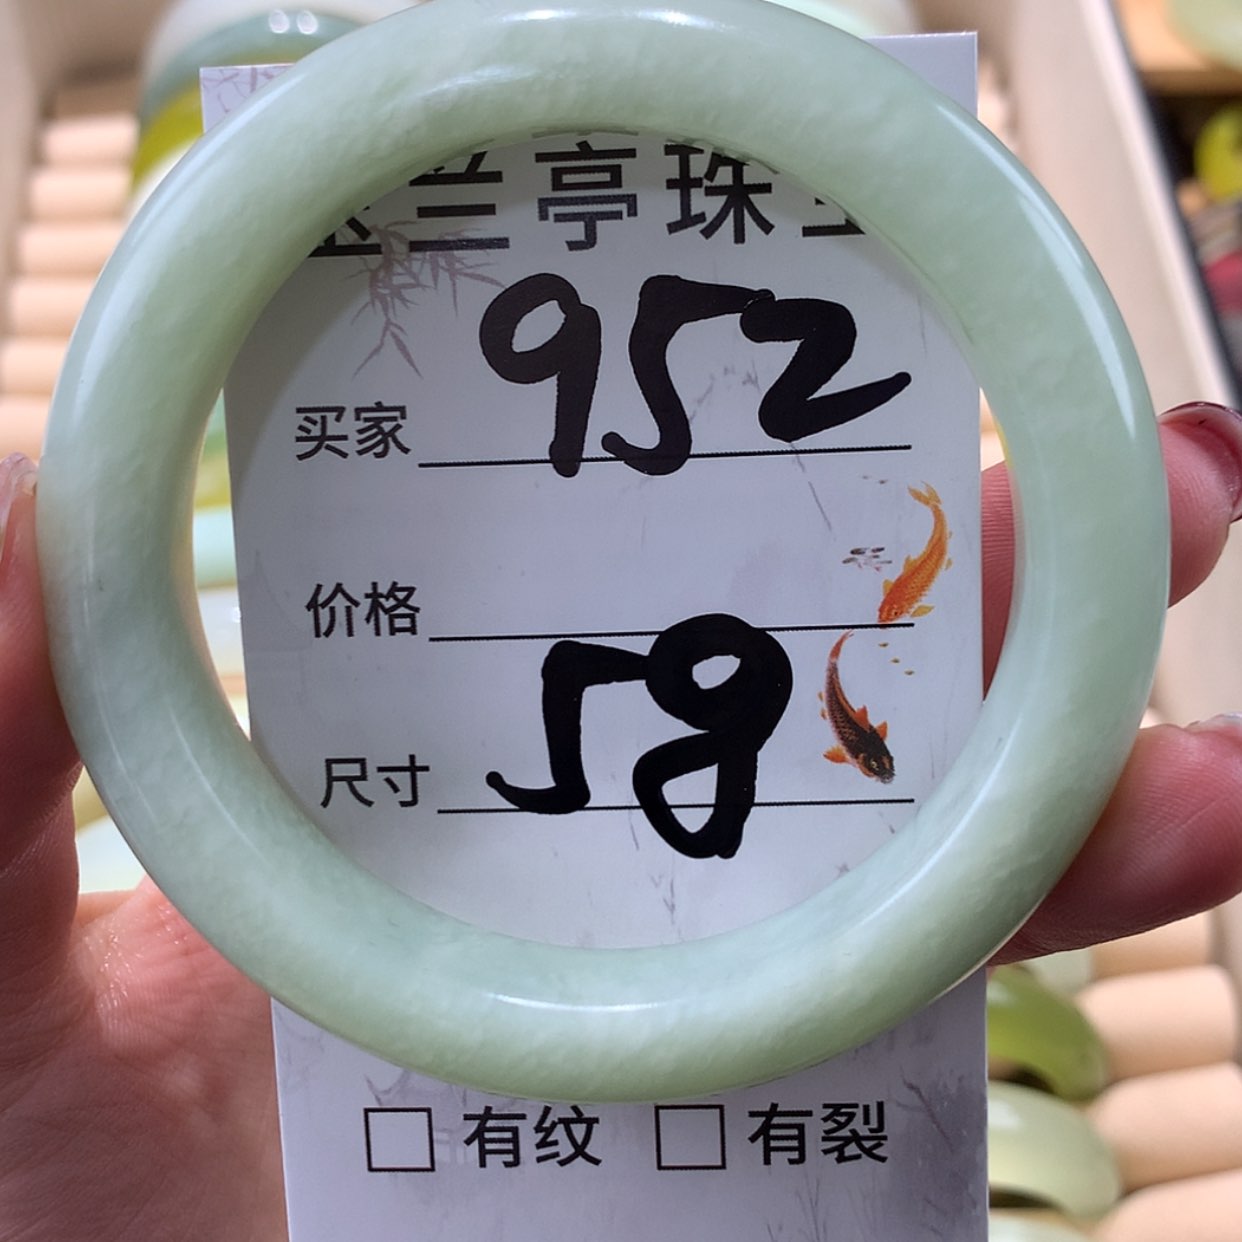 兰亭珠
买家 952
价格
尺寸 58
有纹 有裂